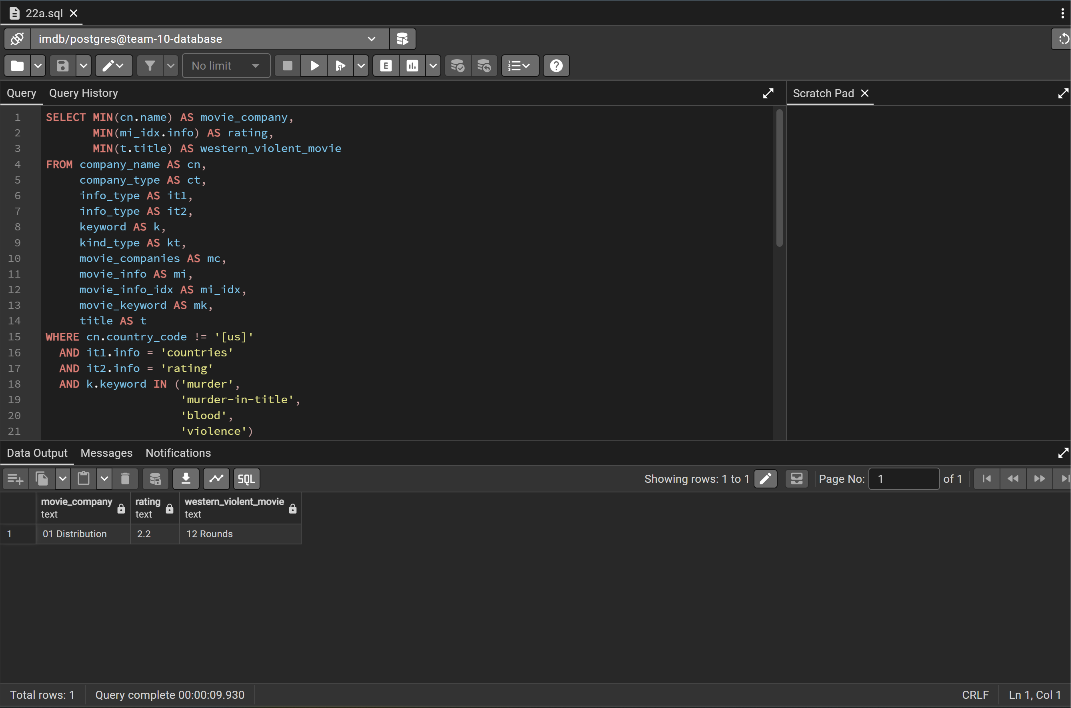 22a.sql
imdb/postgres@team-10-database
No limit
E
Query Query History
Scratch Pad
1 SELECT MIN(cn.name) AS movie_company,
2 MIN(mi_idx.info) AS rating,
3 MIN(t.title) AS western_violent_movie
4 FROM company_name AS cn,
5 company_type AS ct,
6 info_type AS it1,
7 info_type AS it2,
8 keyword AS k,
9 kind_type AS kt,
10 movie_companies AS mc,
11 movie_info AS mi,
12 movie_info_idx AS mi_idx,
13 movie_keyword AS mk,
14 title AS t
15 WHERE cn.country_code != '[us]'
16 AND it1.info = 'countries'
17 AND it2.info = 'rating'
18 AND k.keyword IN ('murder',
19 'murder-in-title',
20 'blood',
21 'violence')
Data Output Messages Notifications
SQL Showing rows: 1 to 1 Page No: 1 of 1
movie_company rating western_violent_movie
text text text
1 01 Distribution 2.2 12 Rounds
Total rows: 1 Query complete 00:00:09.930 CRLF Ln 1, Col 1